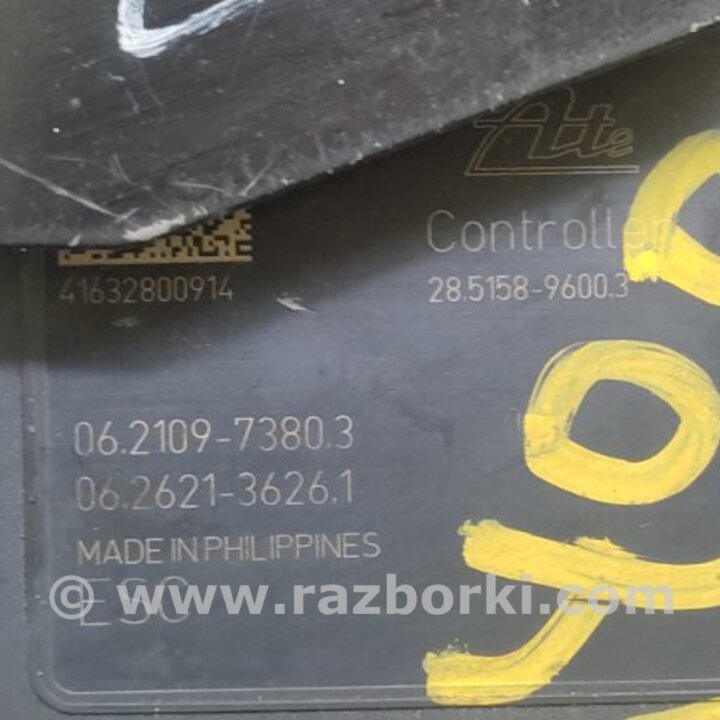 Ate
Controller
41632800914
28.5158-9600.3
06.2109-7380.3
06.2621-3626.1
MADE IN PHILIPPINES
ESC
© www.razborki.com